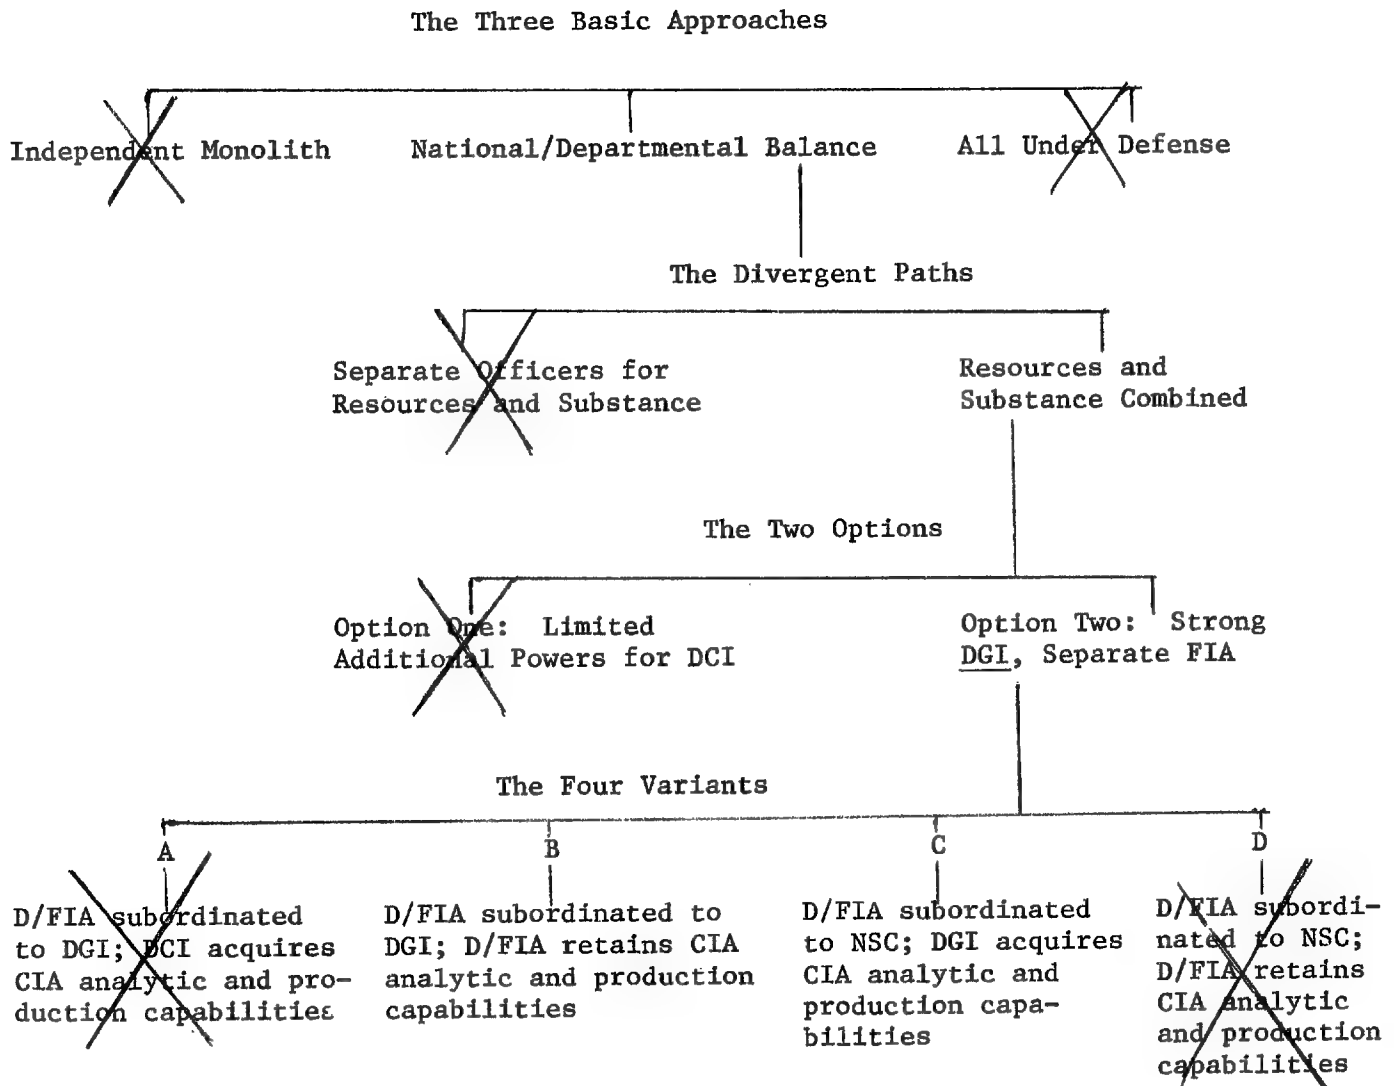 The Three Basic Approaches
Independent Monolith
National/Departmental Balance
All Under Defense
The Divergent Paths
Separate Officers for
Resources and Substance
Resources and
Substance Combined
The Two Options
Option One: Limited
Additional Powers for DCI
Option Two: Strong
DGI, Separate FIA
The Four Variants
A
D/FIA subordinated
to DGI; DCI acquires
CIA analytic and pro-
duction capabilities
B
D/FIA subordinated to
DGI; D/FIA retains CIA
analytic and production
capabilities
C
D/FIA subordinated
to NSC; DGI acquires
CIA analytic and
production capa-
bilities
D
D/FIA subordi-
nated to NSC;
D/FIA retains
CIA analytic
and production
capabilities